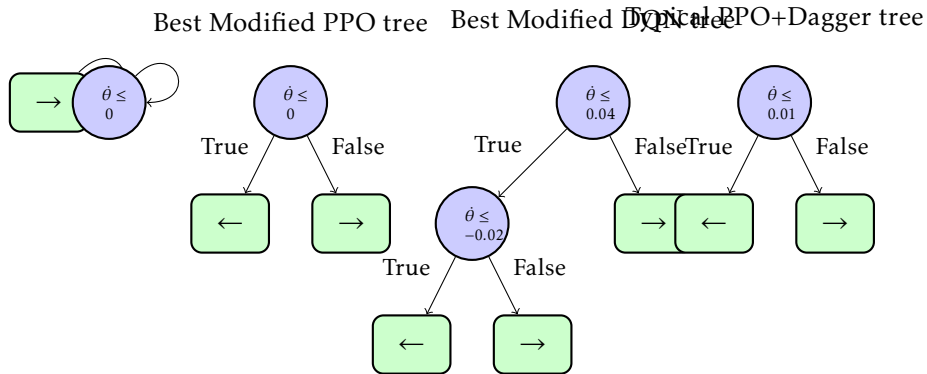 Best Modified PPO tree
Best Modified DQN tree
Typical PPO+Dagger tree
→
θ̇ ≤
0
θ̇ ≤
0
True
False
←
→
θ̇ ≤
0.04
True
False
θ̇ ≤
−0.02
→
True
False
←
→
θ̇ ≤
0.01
True
False
←
→